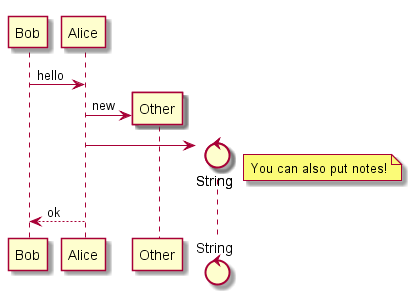 Bob Alice
hello
new
Other
String
You can also put notes!
ok
Bob Alice Other String